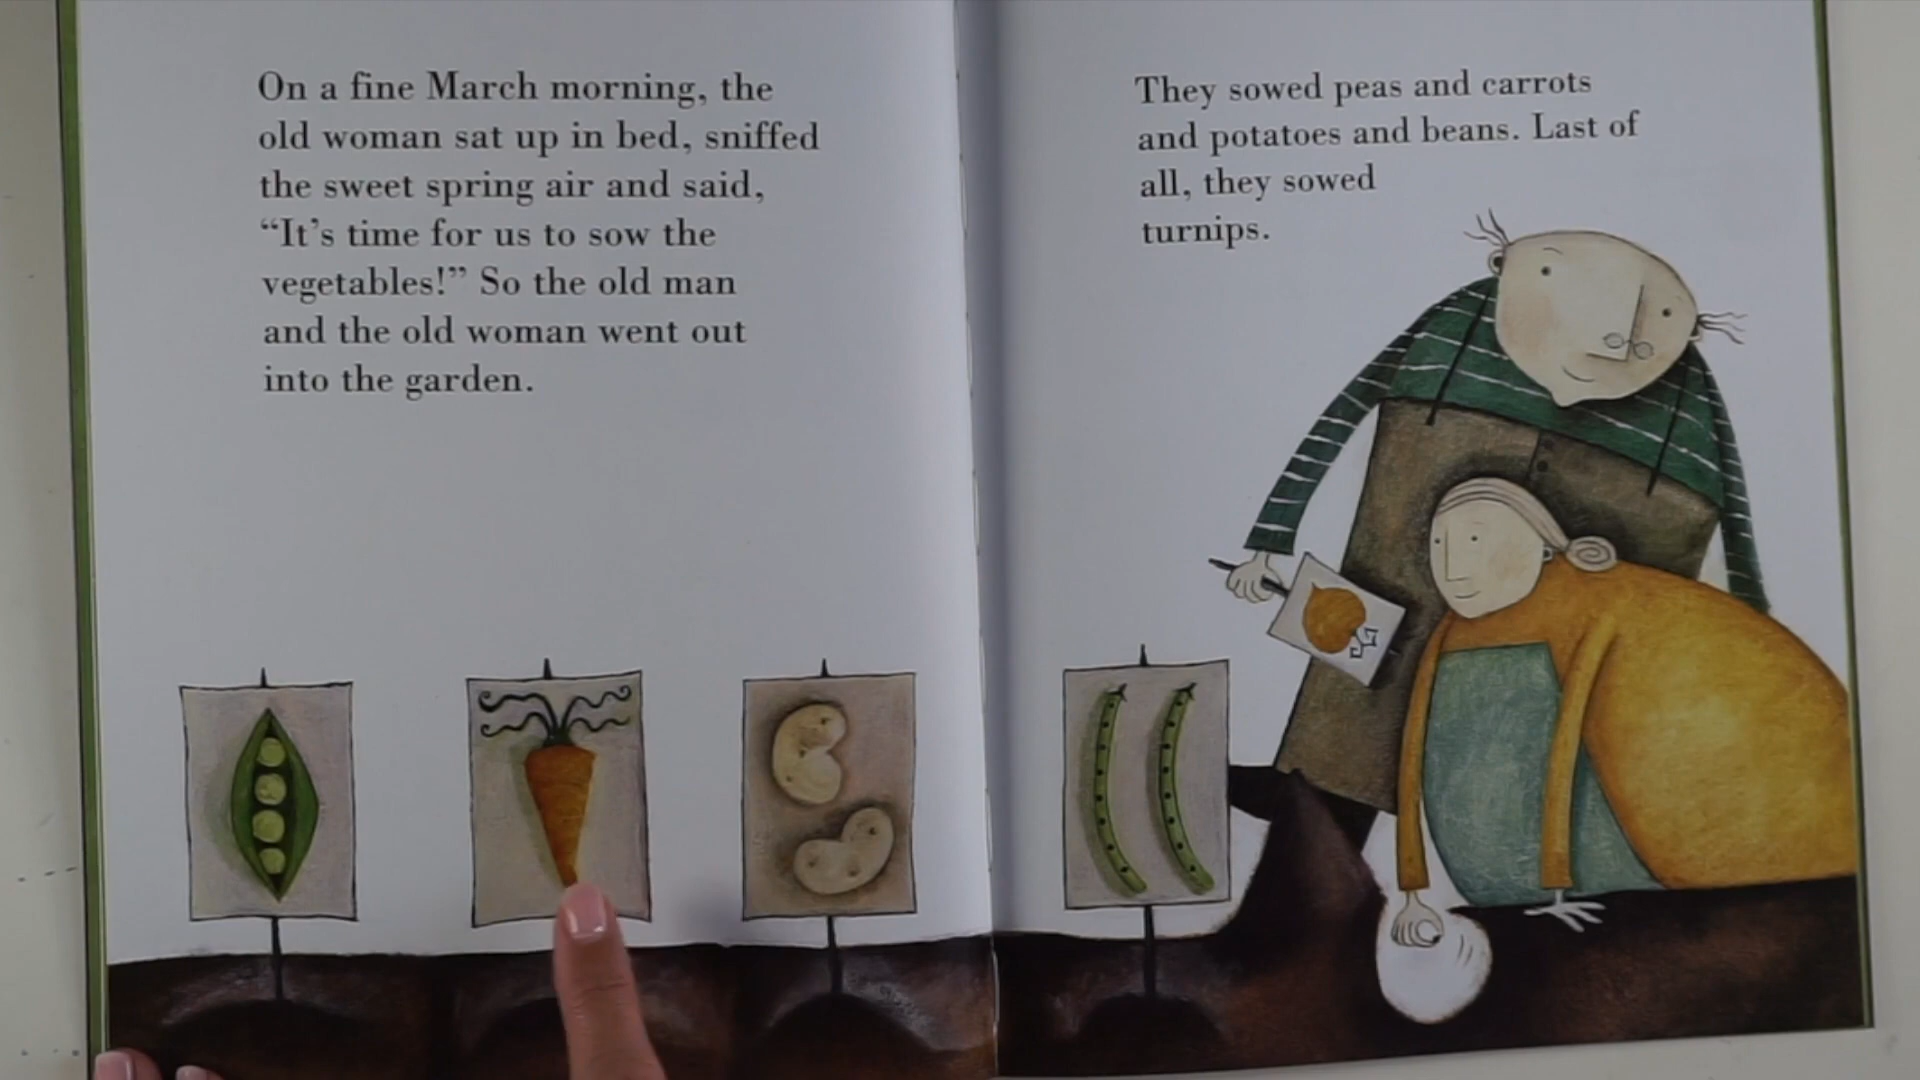 On a fine March morning, the
old woman sat up in bed, sniffed
the sweet spring air and said,
“It’s time for us to sow the
vegetables!” So the old man
and the old woman went out
into the garden.
They sowed peas and carrots
and potatoes and beans. Last of
all, they sowed
turnips.